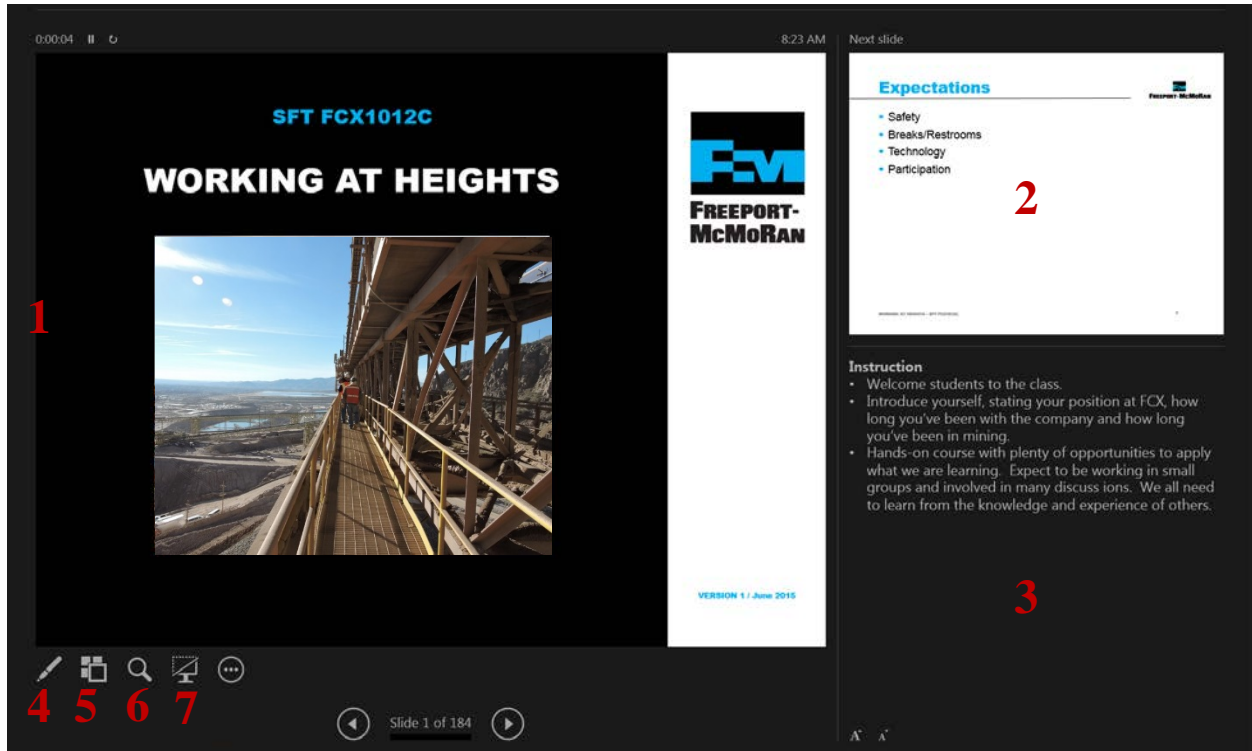 0:00:04
8:23 AM
Next slide
SFT FCX1012C
WORKING AT HEIGHTS
FCM
FREEPORT-
MCMORAN
VERSION 1 / June 2015
1
Expectations
FREEPORT-MCMORAN
• Safety
• Breaks/Restrooms
• Technology
• Participation
2
Instruction
• Welcome students to the class.
• Introduce yourself, stating your position at FCX, how
long you've been with the company and how long
you've been in mining.
• Hands-on course with plenty of opportunities to apply
what we are learning. Expect to be working in small
groups and involved in many discuss ions. We all need
to learn from the knowledge and experience of others.
3
4 5 6 7
Slide 1 of 184
A A